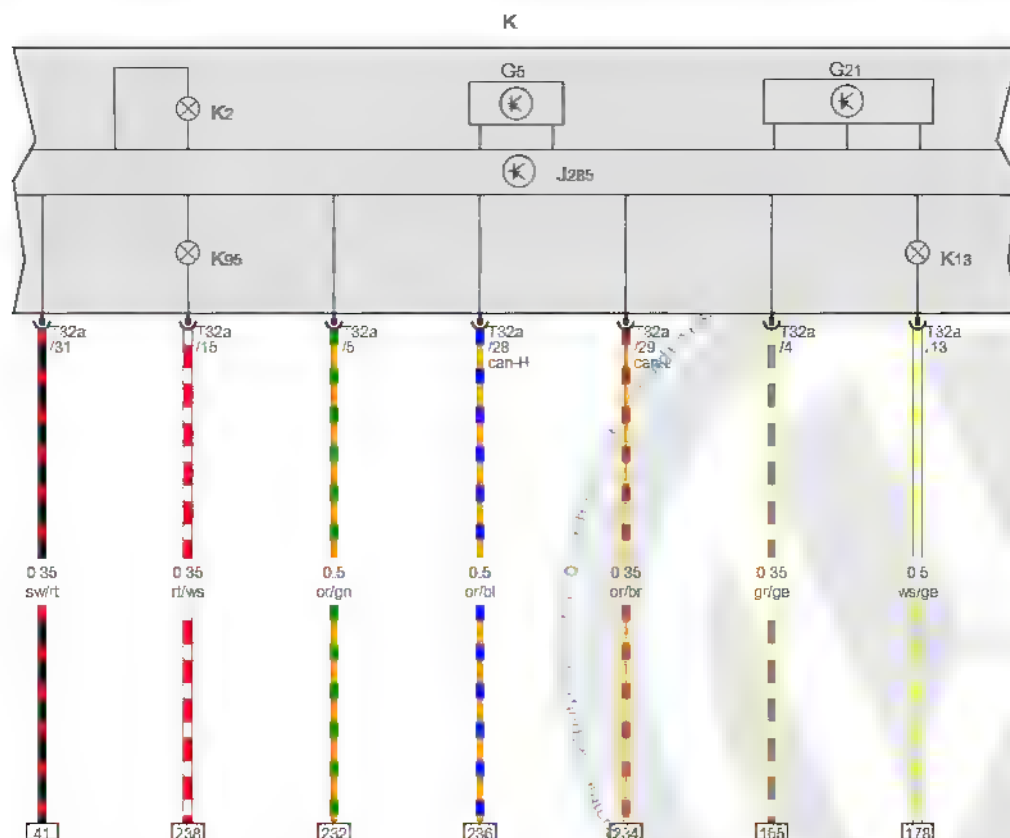 K
G5
G21
K2
J285
K95
K13
T32a
/31
T32a
/15
T32a
/5
T32a
/28
can-H
T32a
/29
T32a
/4
T32a
/13
0.35
sw/rt
0.35
rt/ws
0.5
or/gn
0.5
or/bl
0.35
or/br
0.35
gr/ge
0.5
ws/ge
41
238
232
236
234
178